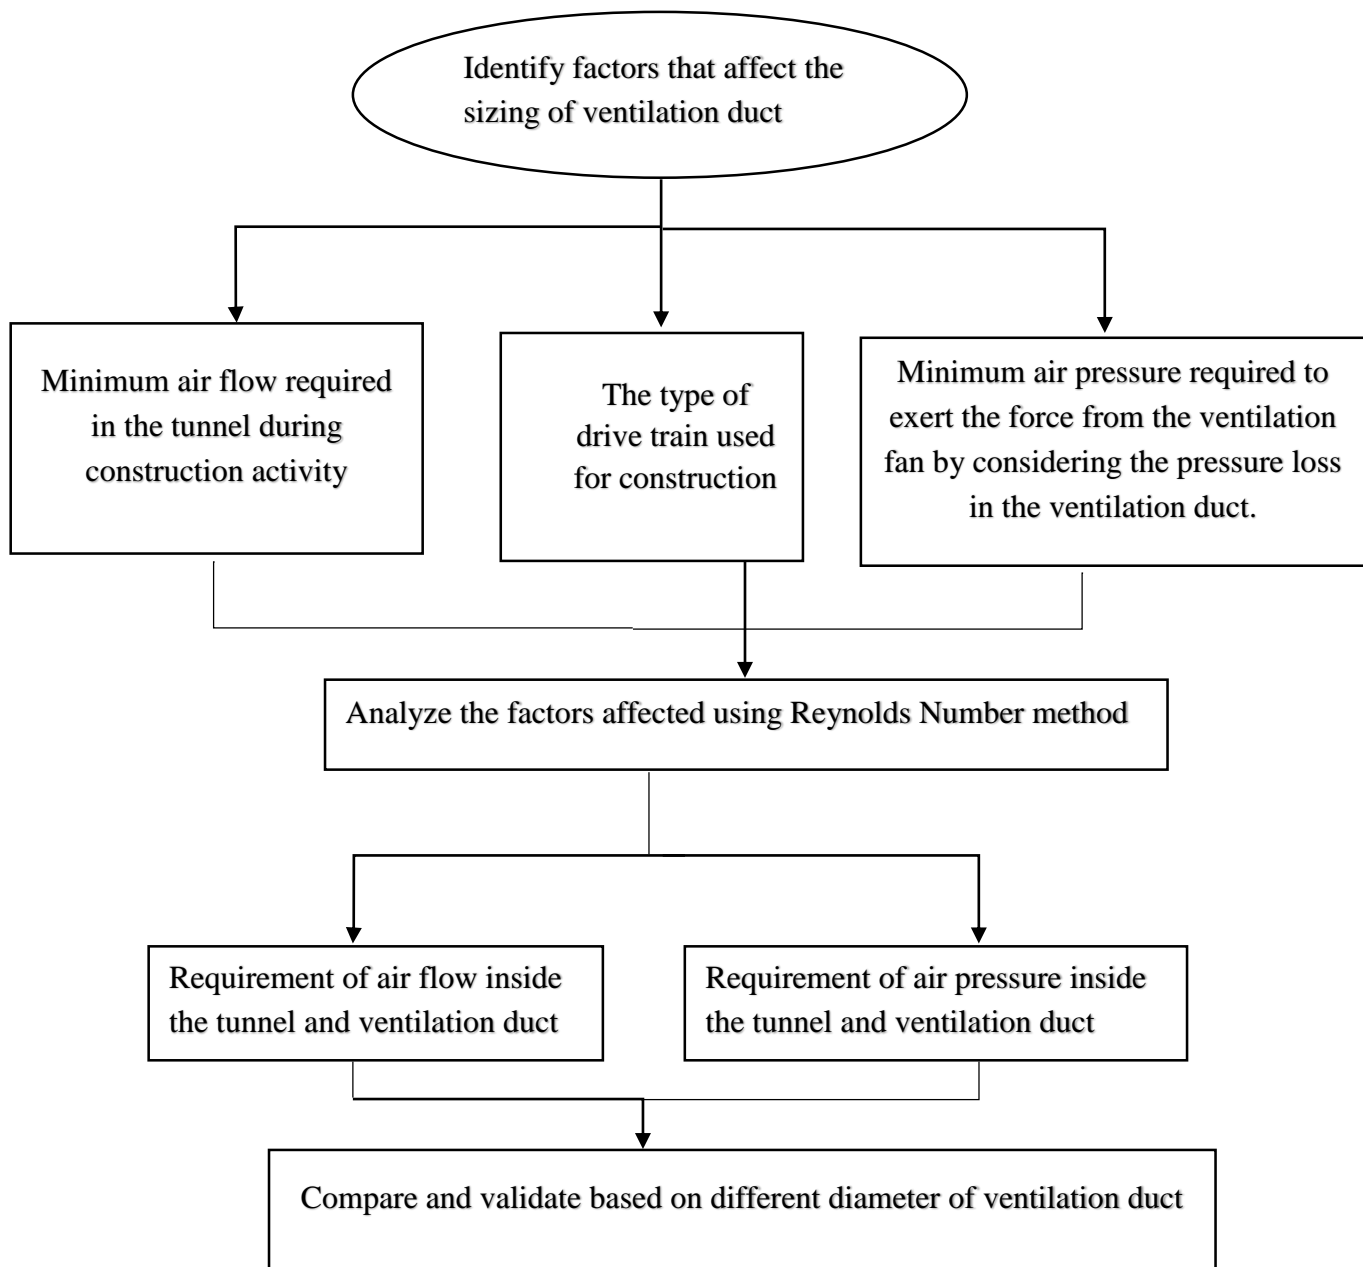 Identify factors that affect the
sizing of ventilation duct
Minimum air flow required
in the tunnel during
construction activity
The type of
drive train used
for construction
Minimum air pressure required to
exert the force from the ventilation
fan by considering the pressure loss
in the ventilation duct.
Analyze the factors affected using Reynolds Number method
Requirement of air flow inside
the tunnel and ventilation duct
Requirement of air pressure inside
the tunnel and ventilation duct
Compare and validate based on different diameter of ventilation duct